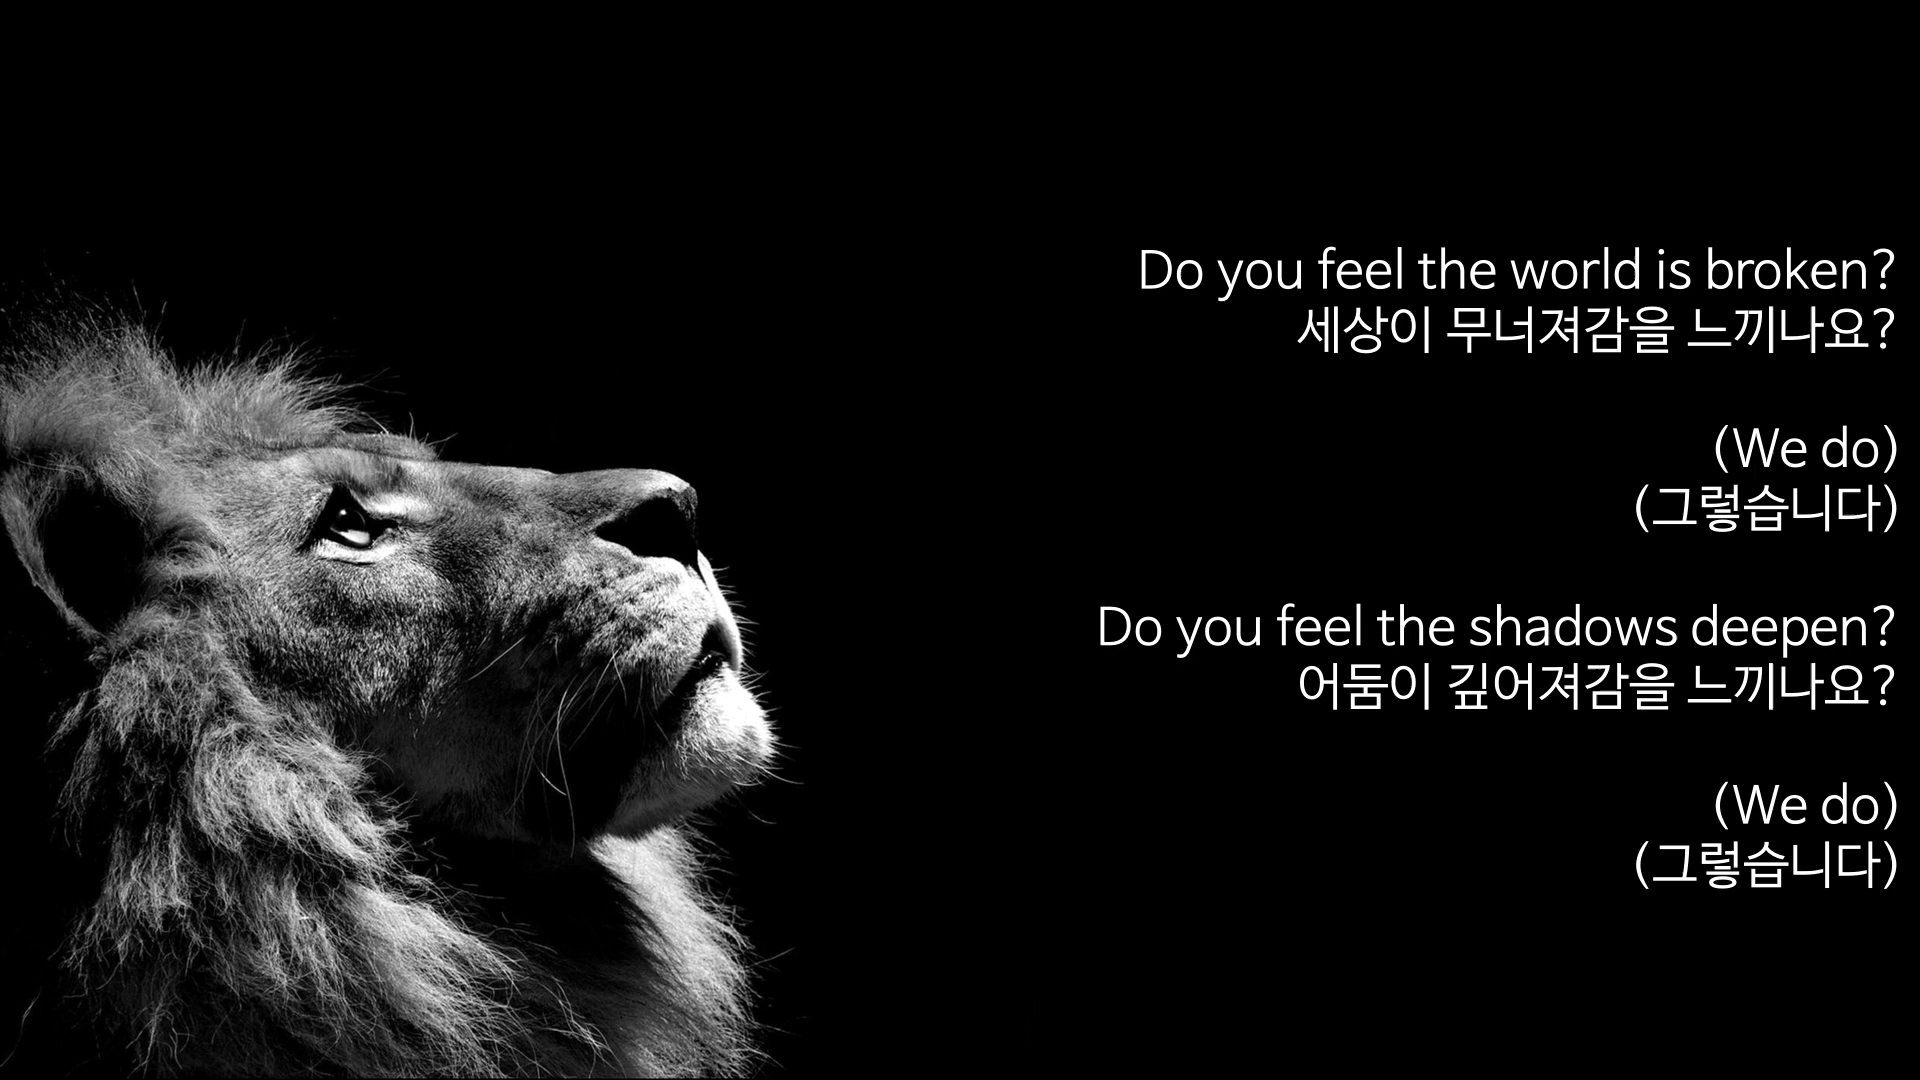 Do you feel the world is broken?
세상이 무너져감을 느끼나요?
(We do)
(그렇습니다)
Do you feel the shadows deepen?
어둠이 깊어져감을 느끼나요?
(We do)
(그렇습니다)